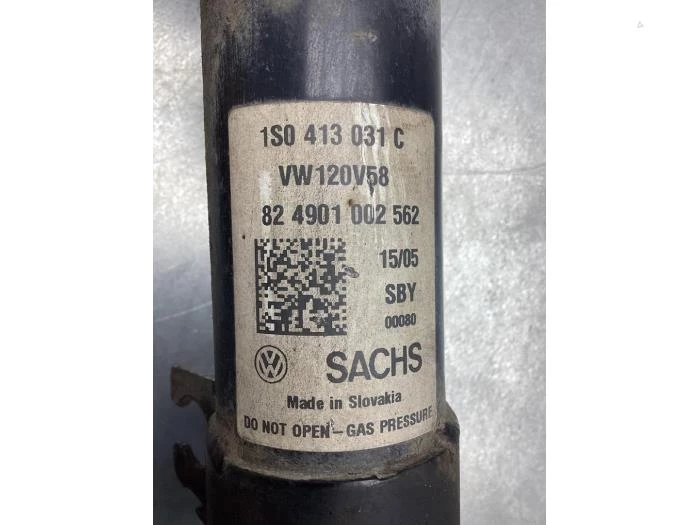 1S0 413 031 C
VW120V58
82 4901 002 562
15/05
SBY
00080
VW
SACHS
Made in Slovakia
DO NOT OPEN-GAS PRESSURE